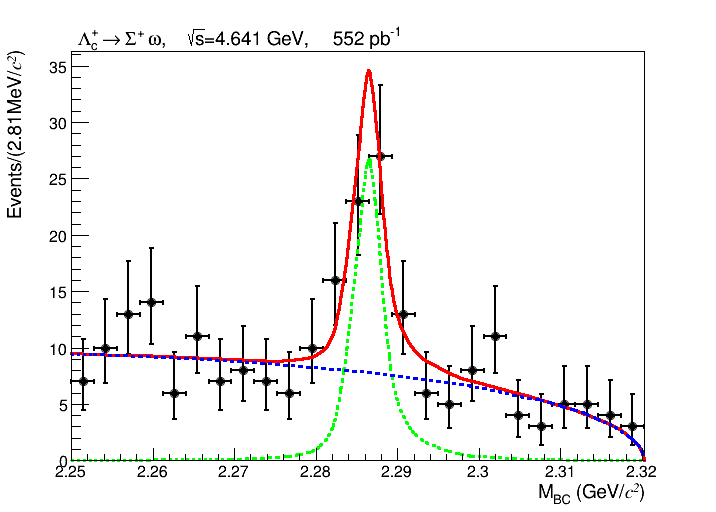 Λc+ → Σ+ ω, √s=4.641 GeV, 552 pb-1
Events/(2.81MeV/c2)
35
30
25
20
15
10
5
0
2.25 2.26 2.27 2.28 2.29 2.3 2.31 2.32
MBC (GeV/c2)